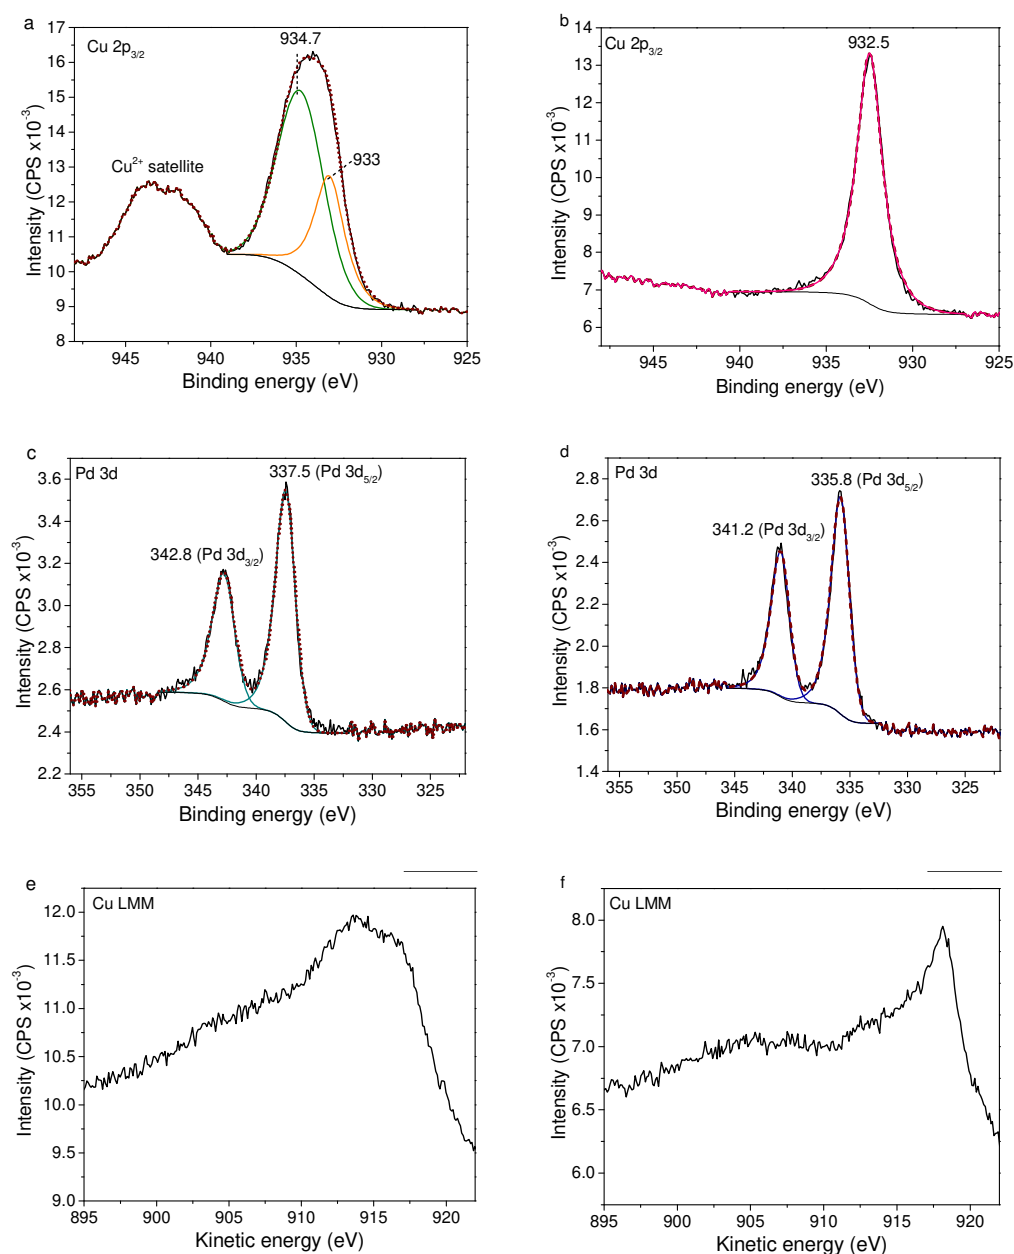 a
Cu 2p3/2
934.7
933
Cu2+ satellite
17
16
15
14
13
12
11
10
9
8
945
940
935
930
925
Intensity (CPS x10-3)
Binding energy (eV)
b
Cu 2p3/2
932.5
14
13
12
11
10
9
8
7
6
945
940
935
930
925
Intensity (CPS x10-3)
Binding energy (eV)
c
Pd 3d
337.5 (Pd 3d5/2)
342.8 (Pd 3d3/2)
3.6
3.4
3.2
3.0
2.8
2.6
2.4
2.2
355
350
345
340
335
330
325
Intensity (CPS x10-3)
Binding energy (eV)
d
Pd 3d
335.8 (Pd 3d5/2)
341.2 (Pd 3d3/2)
2.8
2.6
2.4
2.2
2.0
1.8
1.6
1.4
355
350
345
340
335
330
325
Intensity (CPS x10-3)
Binding energy (eV)
e
Cu LMM
12.0
11.5
11.0
10.5
10.0
9.5
9.0
895
900
905
910
915
920
Intensity (CPS x10-3)
Kinetic energy (eV)
f
Cu LMM
8.0
7.5
7.0
6.5
6.0
895
900
905
910
915
920
Intensity (CPS x10-3)
Kinetic energy (eV)